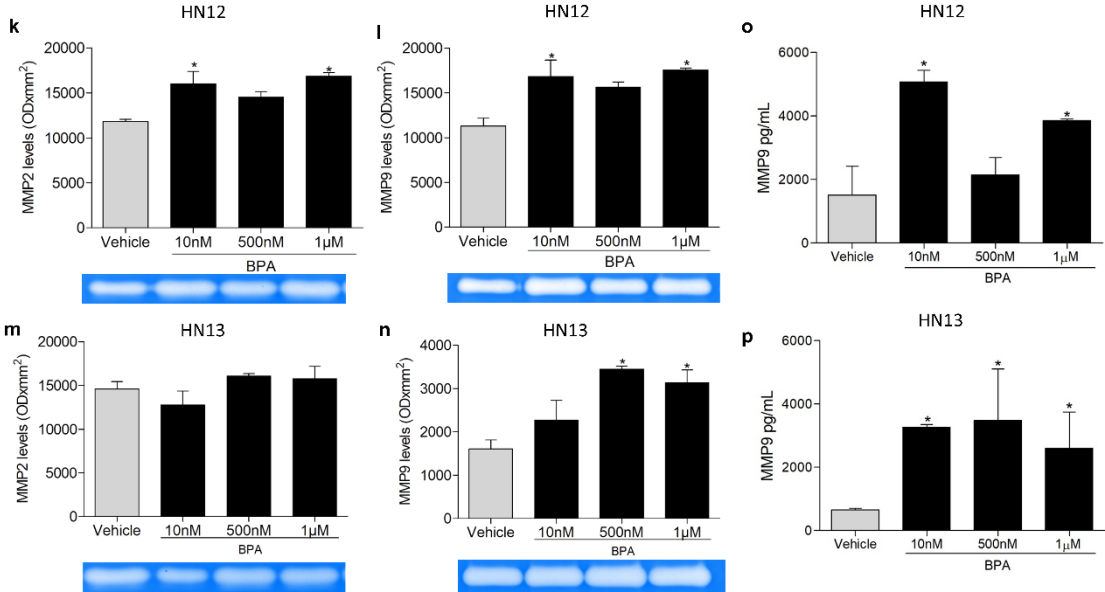 k
HN12
MMP2 levels (ODxmm²)
20000
15000
10000
5000
0
*
*
Vehicle 10nM 500nM 1µM
BPA
l
HN12
MMP9 levels (ODxmm²)
20000
15000
10000
5000
0
*
*
Vehicle 10nM 500nM 1µM
BPA
o
HN12
MMP9 pg/mL
6000
4000
2000
0
*
*
Vehicle 10nM 500nM 1µM
BPA
m
HN13
MMP2 levels (ODxmm²)
20000
15000
10000
5000
0
Vehicle 10nM 500nM 1µM
BPA
n
HN13
MMP9 levels (ODxmm²)
4000
3000
2000
1000
0
*
*
Vehicle 10nM 500nM 1µM
BPA
p
HN13
MMP9 pg/mL
6000
4000
2000
0
*
*
*
Vehicle 10nM 500nM 1µM
BPA